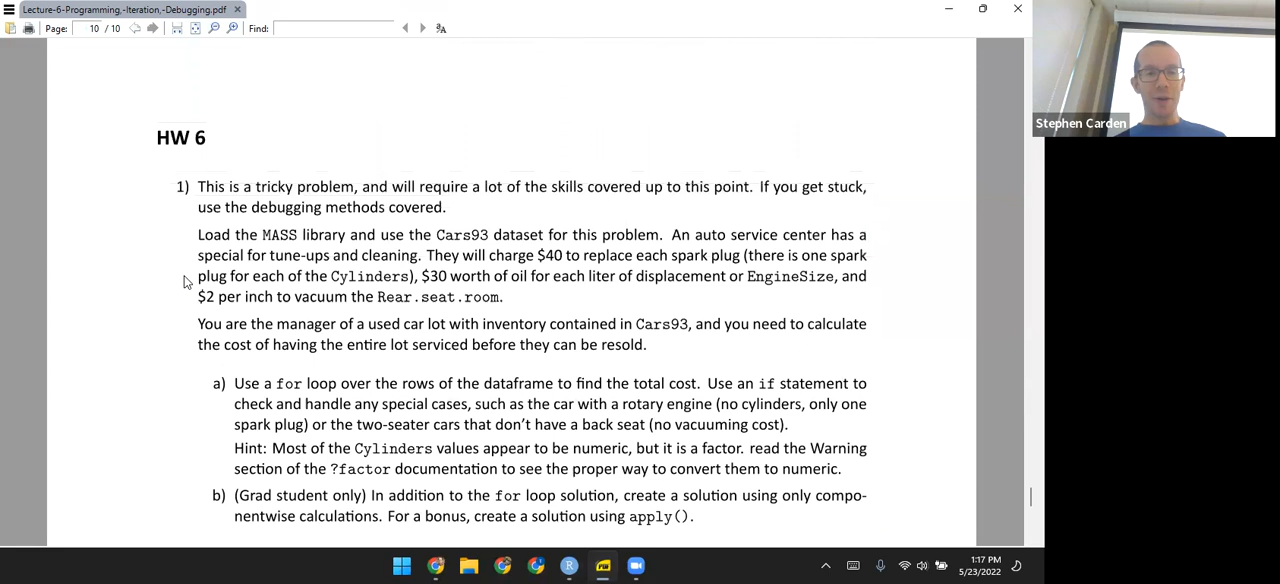 Lecture-6-Programming,-Iteration,-Debugging.pdf
Page: 10 / 10 Find:
HW 6
1) This is a tricky problem, and will require a lot of the skills covered up to this point. If you get stuck,
use the debugging methods covered.
Load the MASS library and use the Cars93 dataset for this problem. An auto service center has a
special for tune-ups and cleaning. They will charge $40 to replace each spark plug (there is one spark
plug for each of the Cylinders), $30 worth of oil for each liter of displacement or EngineSize, and
$2 per inch to vacuum the Rear.seat.room.
You are the manager of a used car lot with inventory contained in Cars93, and you need to calculate
the cost of having the entire lot serviced before they can be resold.
a) Use a for loop over the rows of the dataframe to find the total cost. Use an if statement to
check and handle any special cases, such as the car with a rotary engine (no cylinders, only one
spark plug) or the two-seater cars that don't have a back seat (no vacuuming cost).
Hint: Most of the Cylinders values appear to be numeric, but it is a factor. read the Warning
section of the ?factor documentation to see the proper way to convert them to numeric.
b) (Grad student only) In addition to the for loop solution, create a solution using only compo-
nentwise calculations. For a bonus, create a solution using apply().
Stephen Carden
1:17 PM
5/23/2022